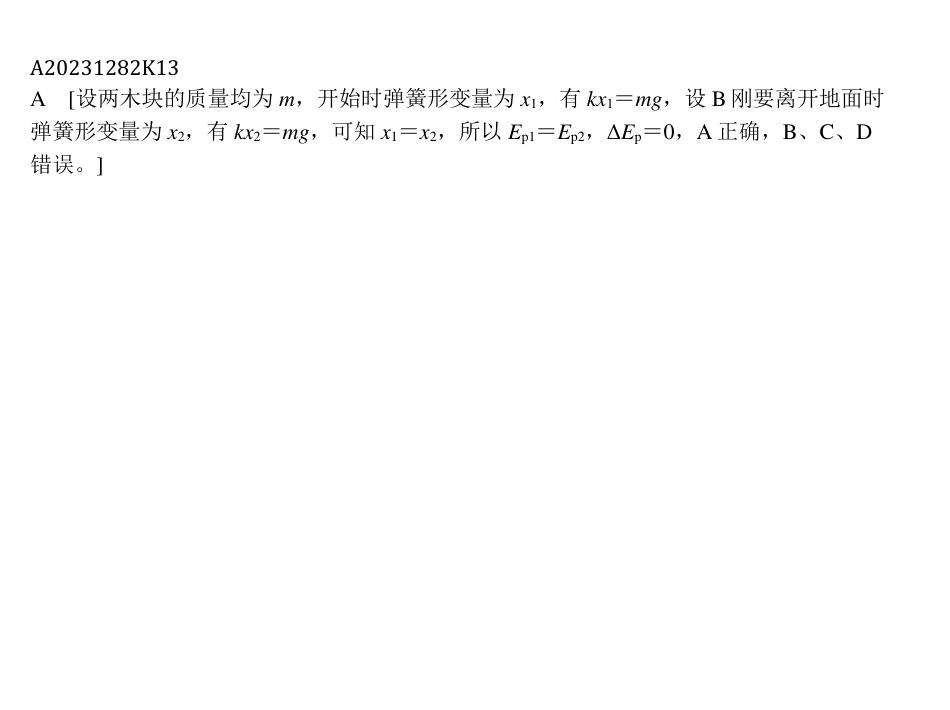 A20231282K13
A [设两木块的质量均为 m，开始时弹簧形变量为 x₁，有 kx₁＝mg，设 B 刚要离开地面时
弹簧形变量为 x₂，有 kx₂＝mg，可知 x₁＝x₂，所以 Eₚ₁＝Eₚ₂，ΔEₚ＝0，A 正确，B、C、D
错误。]